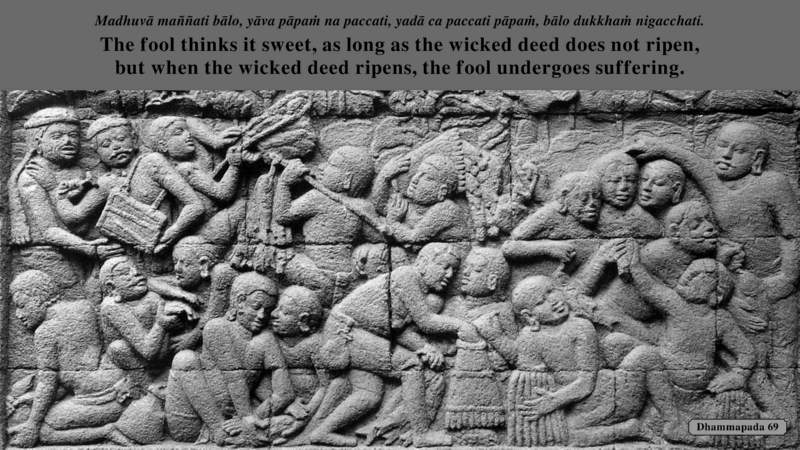 Madhuvā maññati bālo, yāva pāpaṁ na paccati, yadā ca paccati pāpaṁ, bālo dukkhaṁ nigacchati.
The fool thinks it sweet, as long as the wicked deed does not ripen,
but when the wicked deed ripens, the fool undergoes suffering.
Dhammapada 69